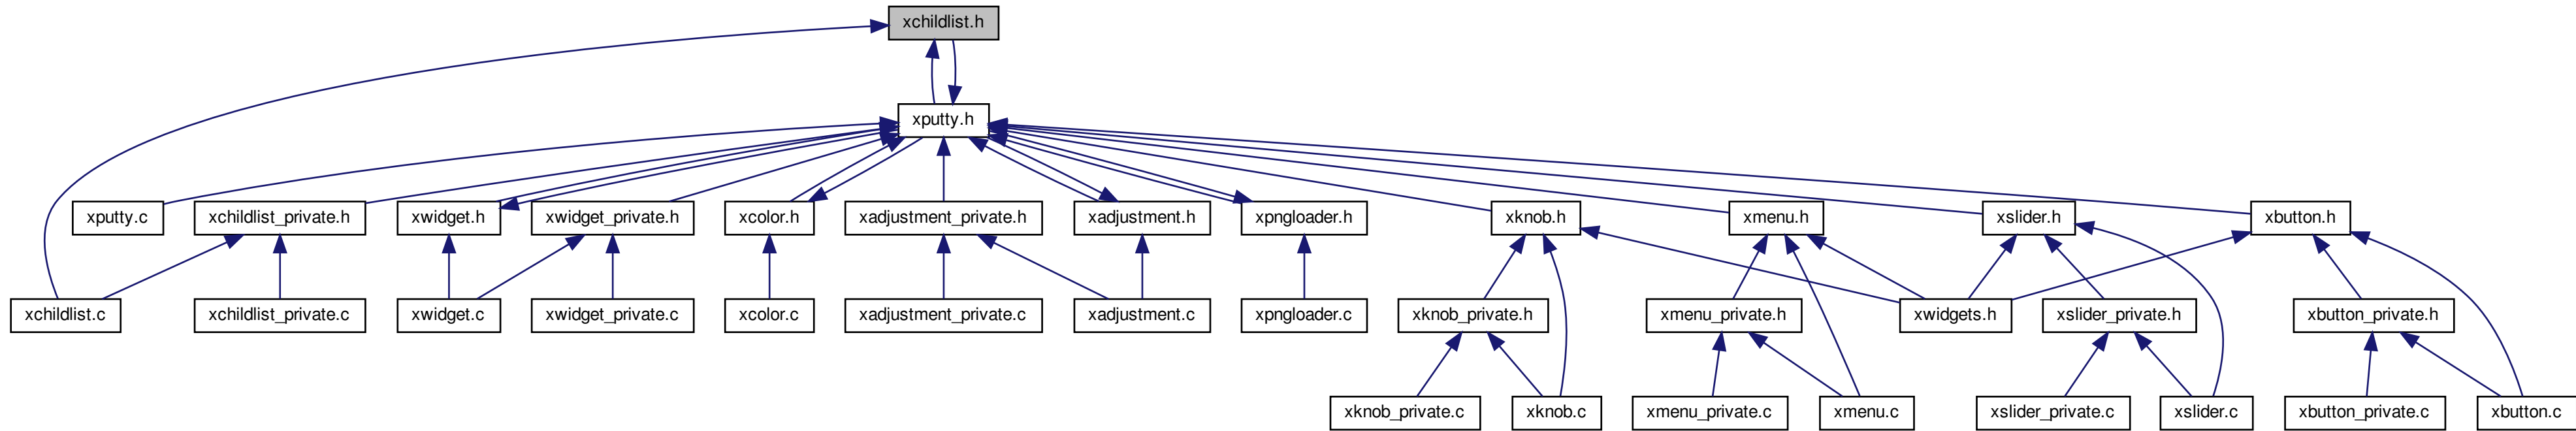 xchildlist.h
xputty.h
xputty.c
xchildlist_private.h
xwidget.h
xwidget_private.h
xcolor.h
xadjustment_private.h
xadjustment.h
xpngloader.h
xknob.h
xmenu.h
xslider.h
xbutton.h
xchildlist.c
xchildlist_private.c
xwidget.c
xwidget_private.c
xcolor.c
xadjustment_private.c
xadjustment.c
xpngloader.c
xknob_private.h
xmenu_private.h
xwidgets.h
xslider_private.h
xbutton_private.h
xknob_private.c
xknob.c
xmenu_private.c
xmenu.c
xslider_private.c
xslider.c
xbutton_private.c
xbutton.c